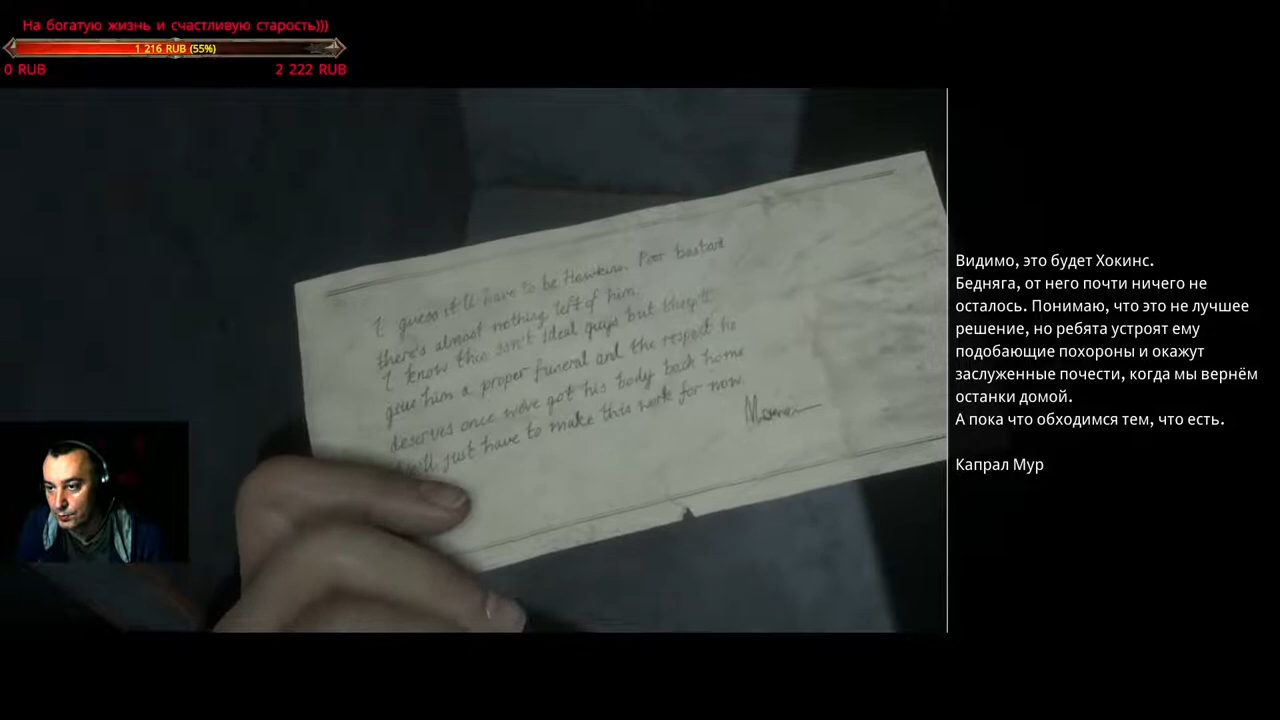 На богатую жизнь и счастливую старость)))
1 216 RUB (55%)
0 RUB
2 222 RUB
I guess it'll have to be Hawkins. Poor bastard
there's almost nothing left of him.
I know this isn't ideal guys but they'll
give him a proper funeral and the respect he
deserves once we've got his body back home
will just have to make this work for now.
Видимо, это будет Хокинс.
Бедняга, от него почти ничего не
осталось. Понимаю, что это не лучшее
решение, но ребята устроят ему
подобающие похороны и окажут
заслуженные почести, когда мы вернём
останки домой.
А пока что обходимся тем, что есть.
Капрал Мур